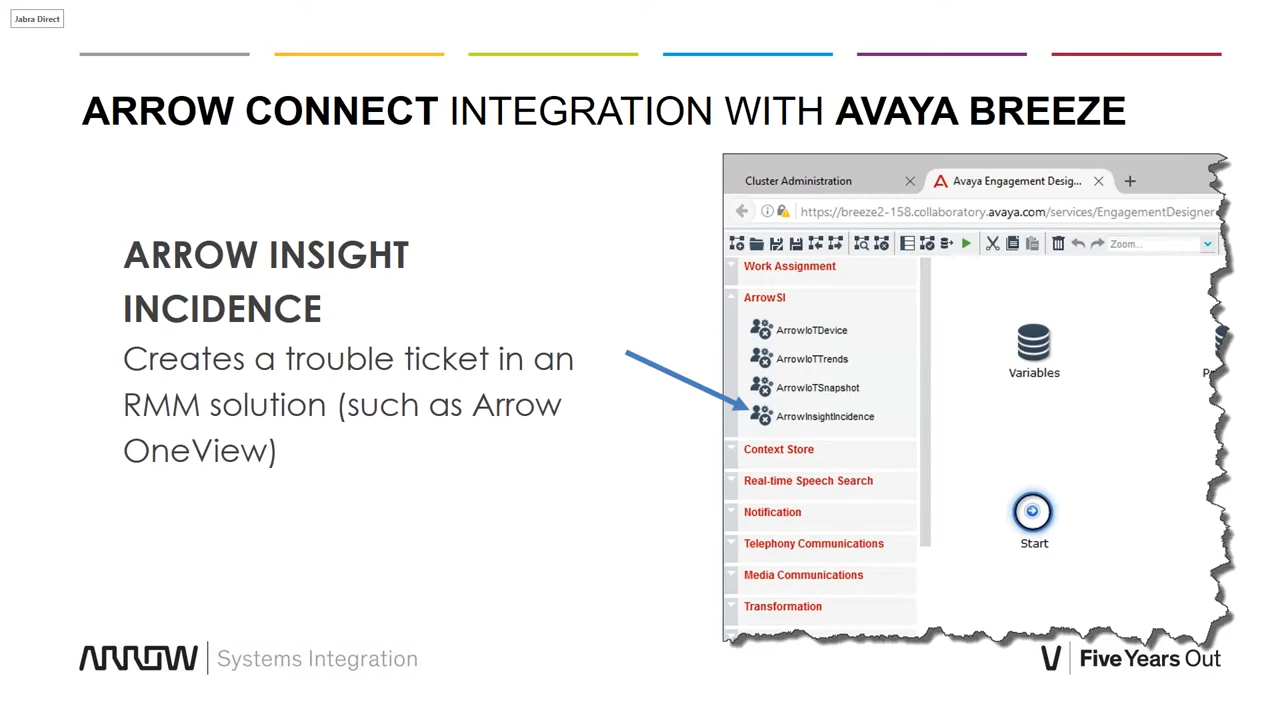 Jabra Direct
ARROW CONNECT INTEGRATION WITH AVAYA BREEZE
ARROW INSIGHT
INCIDENCE
Creates a trouble ticket in an
RMM solution (such as Arrow
OneView)
Cluster Administration
Avaya Engagement Desig...
https://breeze2-158.collaboratory.avaya.com/services/EngagementDesigner
Zoom...
Work Assignment
ArrowSI
ArrowIoTDevice
ArrowIoTTrends
ArrowIoTSnapshot
ArrowInsightIncidence
Context Store
Real-time Speech Search
Notification
Telephony Communications
Media Communications
Transformation
Variables
Start
ARROW Systems Integration
Five Years Out